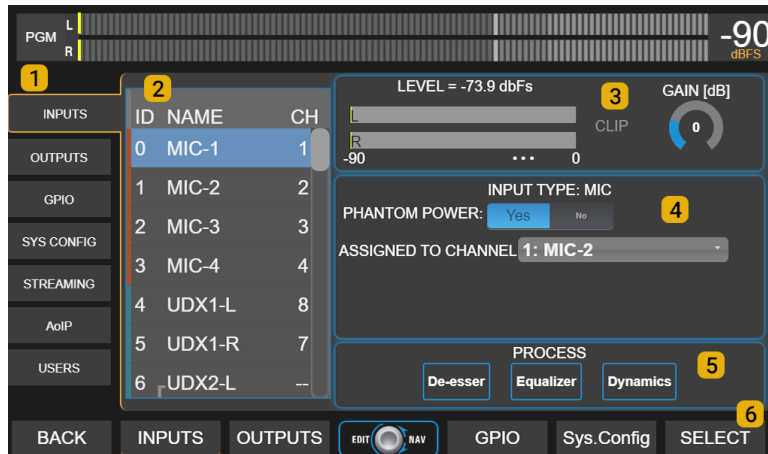 PGM L R -90 dBFS
1
INPUTS
OUTPUTS
GPIO
SYS CONFIG
STREAMING
AoIP
USERS
2
ID NAME CH
0 MIC-1 1
1 MIC-2 2
2 MIC-3 3
3 MIC-4 4
4 UDX1-L 8
5 UDX1-R 7
6 UDX2-L --
LEVEL = -73.9 dbFs
3
GAIN [dB]
L
CLIP
0
R
-90 ... 0
INPUT TYPE: MIC
PHANTOM POWER: Yes No
4
ASSIGNED TO CHANNEL 1: MIC-2
PROCESS
5
De-esser Equalizer Dynamics
6
BACK INPUTS OUTPUTS EDIT NAV GPIO Sys.Config SELECT